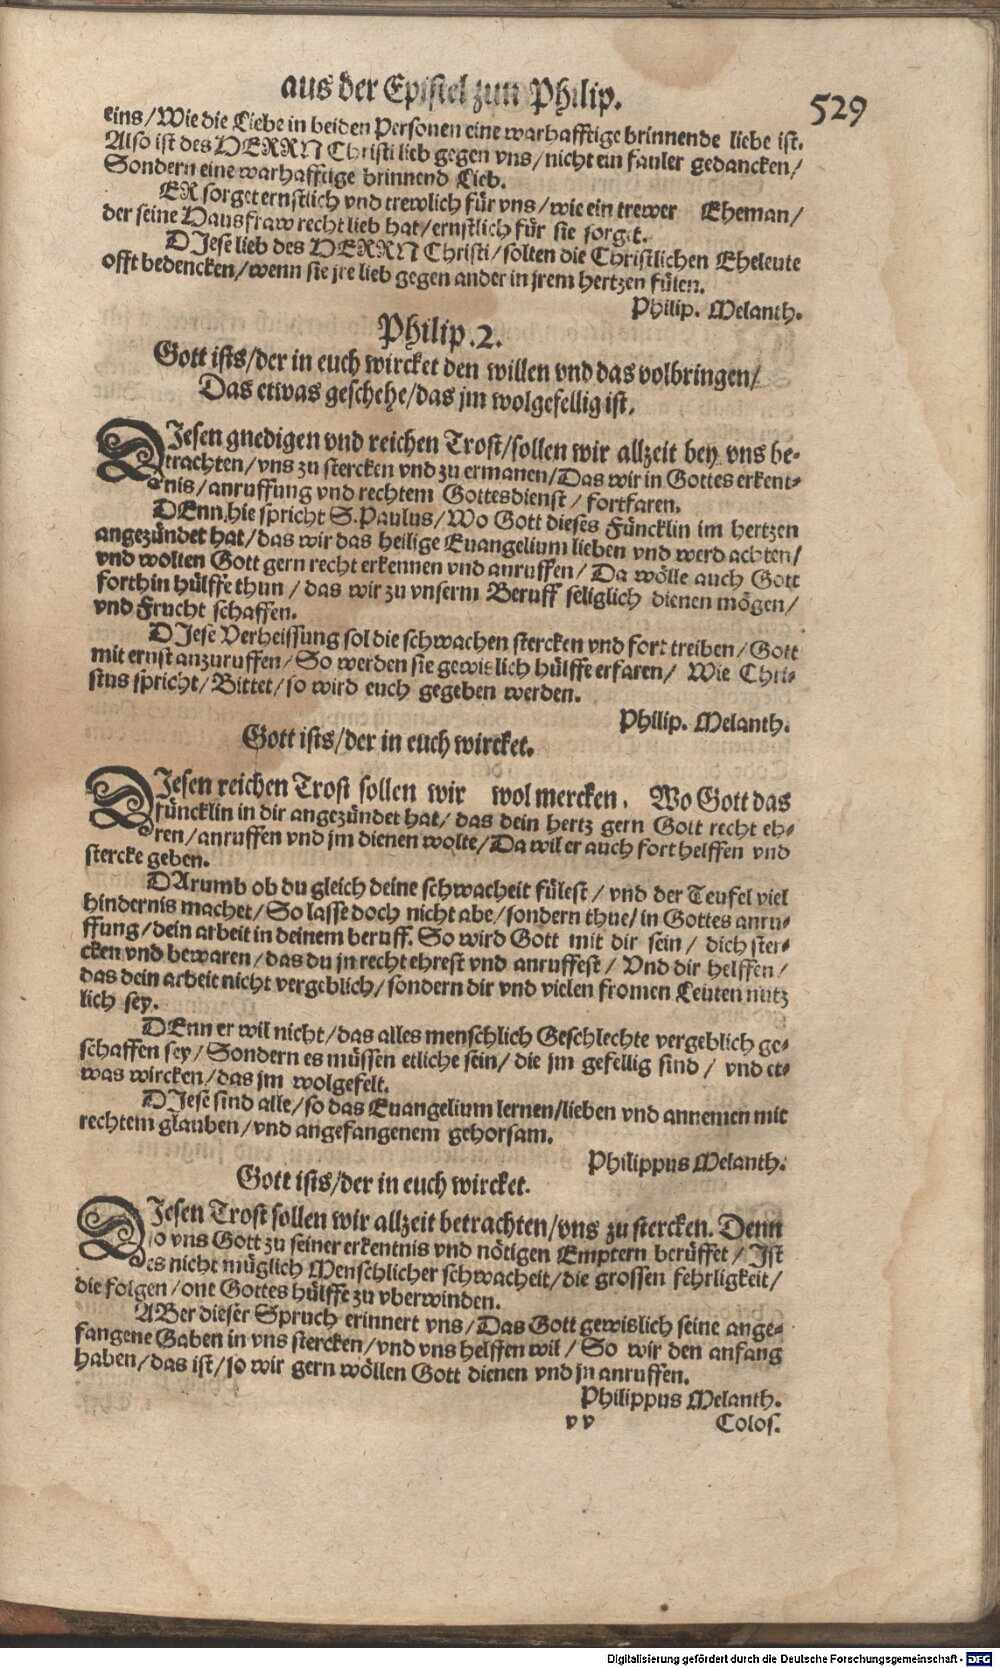 aus der Epistel zun Philip. 529
eins/Wie die Liebe in beiden Personen eine warhafftige brinnende liebe ist.
Also ist des HERRN Christi lieb gegen vns/nicht ein fauler gedancken/
Sondern eine warhafftige brinnend Lieb.
ER sorget ernstlich vnd trewlich für vns/wie ein trewer Eheman/
der seine Hausfraw recht lieb hat/ernstlich für sie sorget.
DJese lieb des HERRN Christi/solten die Christlichen Eheleute
offt bedencken/wenn sie jre lieb gegen ander in jrem hertzen fülen.
Philip. Melanth.
Philip.2.
Gott ists/der in euch wircket den willen vnd das volbringen/
Das etwas geschehe/das jm wolgefellig ist.
DJesen gnedigen vnd reichen Trost/sollen wir allzeit bey vns be-
trachten/vns zu stercken vnd zu ermanen/Das wir in Gottes erkent-
nis/anruffung vnd rechtem Gottesdienst/fortfaren.
DEnn hie spricht S.Paulus/Wo Gott dieses Füncklin im hertzen
angezündet hat/das wir das heilige Euangelium lieben vnd werd achten/
vnd wolten Gott gern recht erkennen vnd anruffen/Da wölle auch Gott
forthin hülffe thun/das wir zu vnserm Beruff seliglich dienen mögen/
vnd Frucht schaffen.
DJese Verheissung sol die schwachen stercken vnd fort treiben/Gott
mit ernst anzuruffen/So werden sie gewislich hülffe erfaren/Wie Chri-
stus spricht/Bittet/so wird euch gegeben werden.
Philip. Melanth.
Gott ists/der in euch wircket.
DJesen reichen Trost sollen wir wol mercken. Wo Gott das
füncklin in dir angezündet hat/das dein hertz gern Gott recht eh-
ren/anruffen vnd jm dienen wolte/Da wil er auch fort helffen vnd
stercke geben.
DArumb ob du gleich deine schwacheit fülest/vnd der Teufel viel
hindernis machet/So lasse doch nicht abe/sondern thue/in Gottes anru-
ffung/dein arbeit in deinem beruff. So wird Gott mit dir sein/dich ster-
cken vnd bewaren/das du jn recht ehrest vnd anruffest/Vnd dir helffen/
das dein arbeit nicht vergeblich/sondern dir vnd vielen fromen Leuten nütz
lich sey.
DEnn er wil nicht/das alles menschlich Geschlechte vergeblich ge-
schaffen sey/Sondern es müssen etliche sein/die jm gefellig sind/vnd et-
was wircken/das jm wolgefelt.
DJese sind alle/so das Euangelium lernen/lieben vnd annemen mit
rechtem glauben/vnd angefangenem gehorsam.
Philippus Melanth.
Gott ists/der in euch wircket.
DJesen Trost sollen wir allzeit betrachten/vns zu stercken. Denn
so vns Gott zu seiner erkentnis vnd nötigen Emptern berüffet/Jst
es nicht müglich Menschlicher schwacheit/die grossen fehrligkeit/
die folgen/one Gottes hülffe zu vberwinden.
ABer dieser Spruch erinnert vns/Das Gott gewislich seine ange-
fangene Gaben in vns stercken/vnd vns helffen wil/So wir den anfang
haben/das ist/so wir gern wöllen Gott dienen vnd jn anruffen.
Philippus Melanth.
v v Colos.
Digitalisierung gefördert durch die Deutsche Forschungsgemeinschaft - DFG